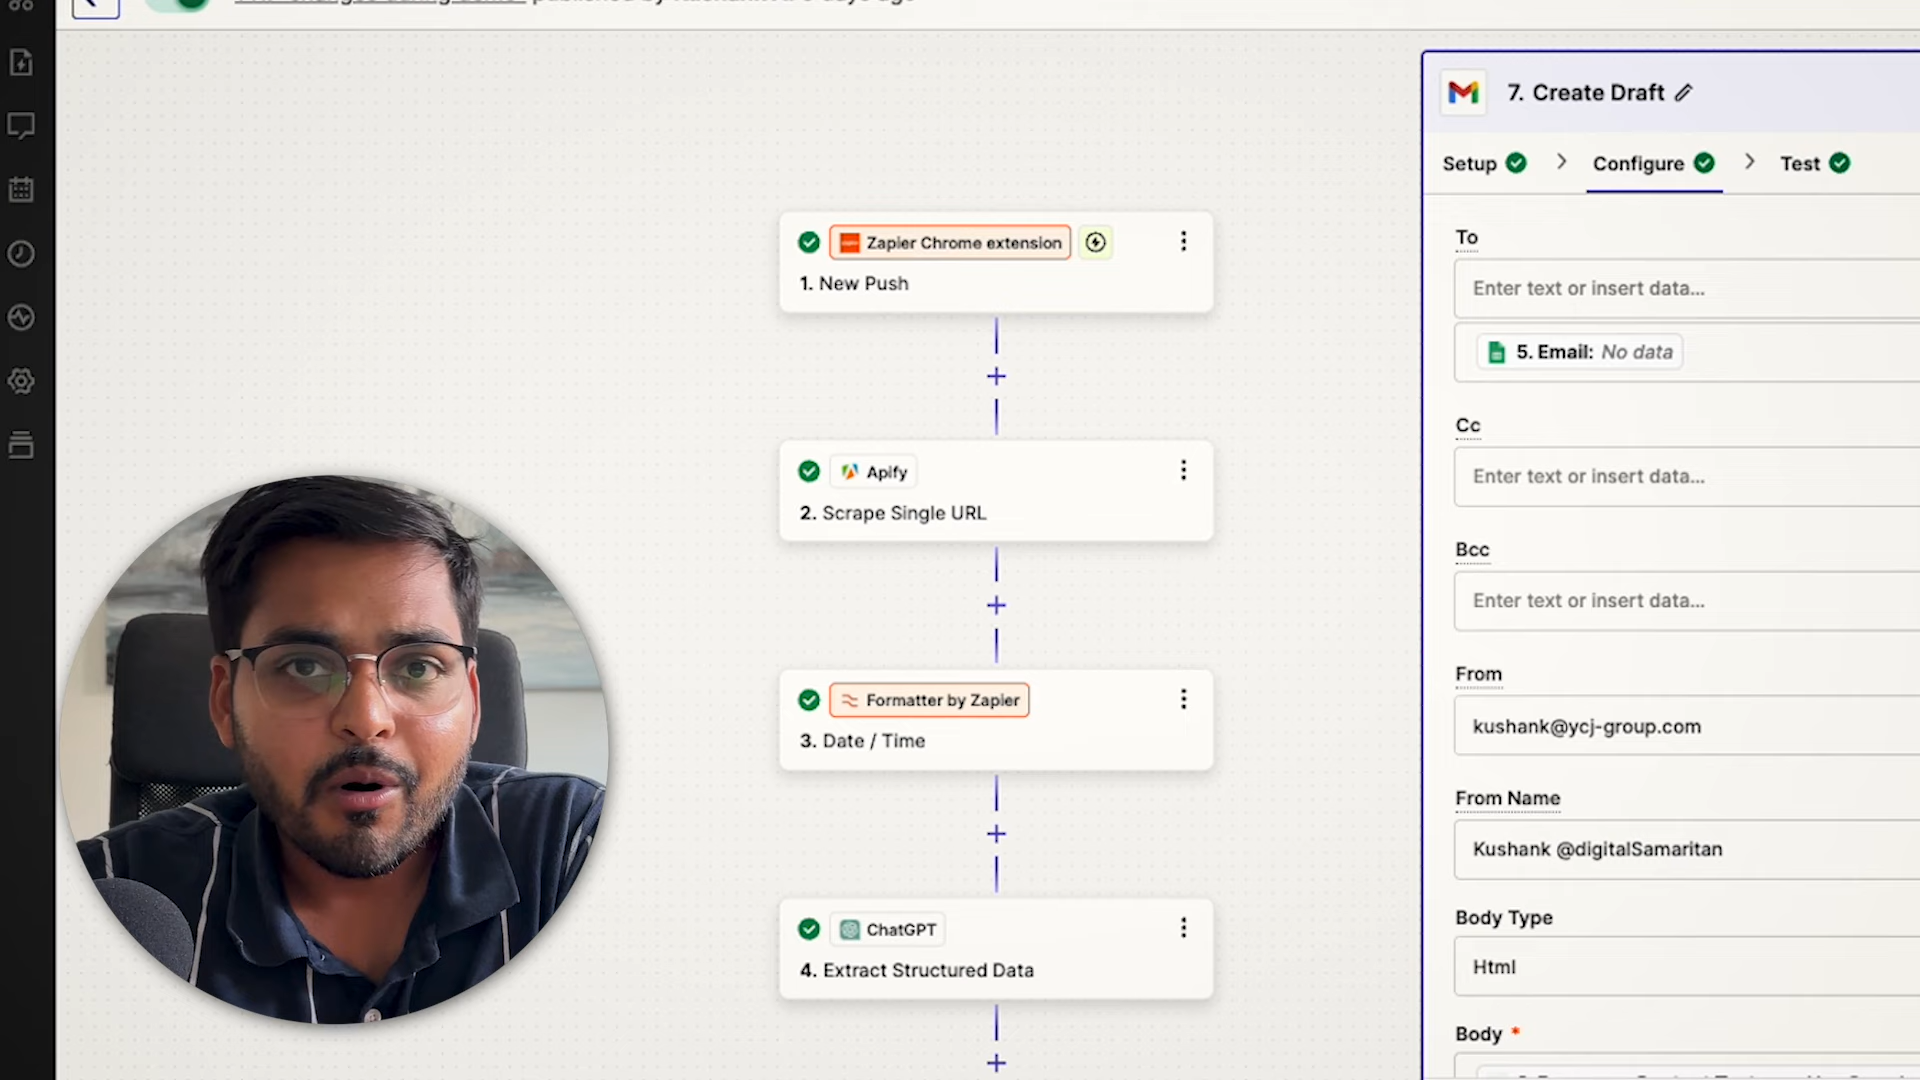 Zapier Chrome extension
1. New Push
Apify
2. Scrape Single URL
Formatter by Zapier
3. Date / Time
ChatGPT
4. Extract Structured Data
7. Create Draft
Setup
Configure
Test
To
Enter text or insert data...
5. Email: No data
Cc
Enter text or insert data...
Bcc
Enter text or insert data...
From
kushank@ycj-group.com
From Name
Kushank @digitalSamaritan
Body Type
Html
Body *